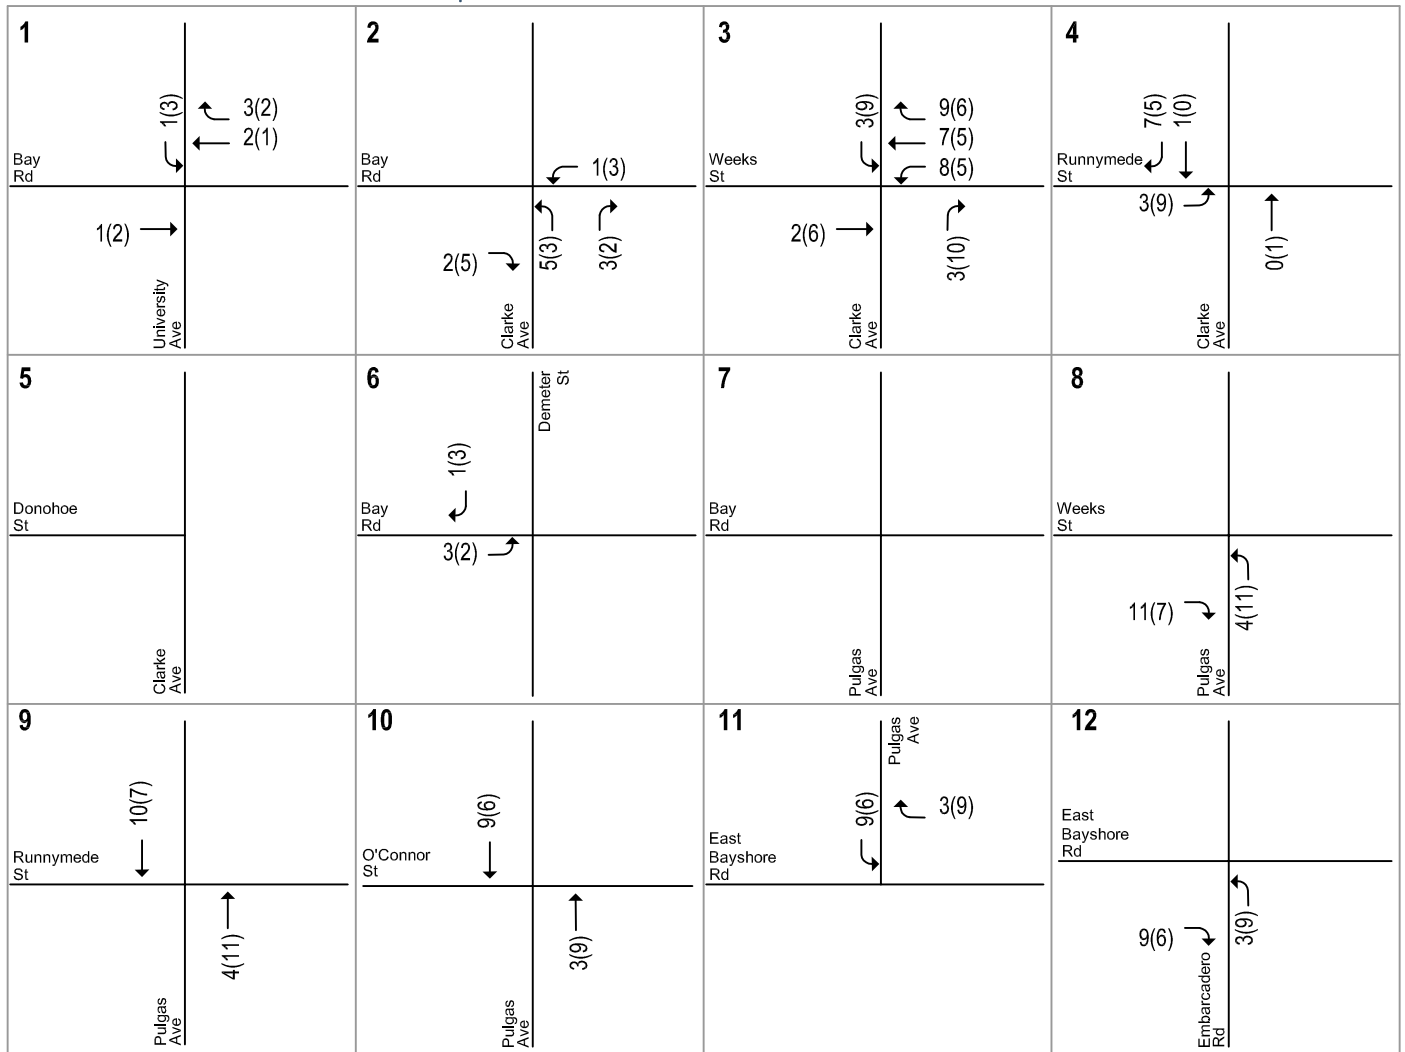 1
1(3)
3(2)
2(1)
Bay
Rd
1(2)
University
Ave
2
Bay
Rd
1(3)
2(5)
5(3)
3(2)
Clarke
Ave
3
3(9)
9(6)
7(5)
Weeks
St
8(5)
2(6)
3(10)
Clarke
Ave
4
7(5)
1(0)
Runnymede
St
3(9)
0(1)
Clarke
Ave
5
Donohoe
St
Clarke
Ave
6
Demeter
St
1(3)
Bay
Rd
3(2)
7
Bay
Rd
Pulgas
Ave
8
Weeks
St
11(7)
4(11)
Pulgas
Ave
9
10(7)
Runnymede
St
4(11)
Pulgas
Ave
10
9(6)
O'Connor
St
3(9)
Pulgas
Ave
11
Pulgas
Ave
9(6)
3(9)
East
Bayshore
Rd
12
East
Bayshore
Rd
9(6)
3(9)
Embarcadero
Rd